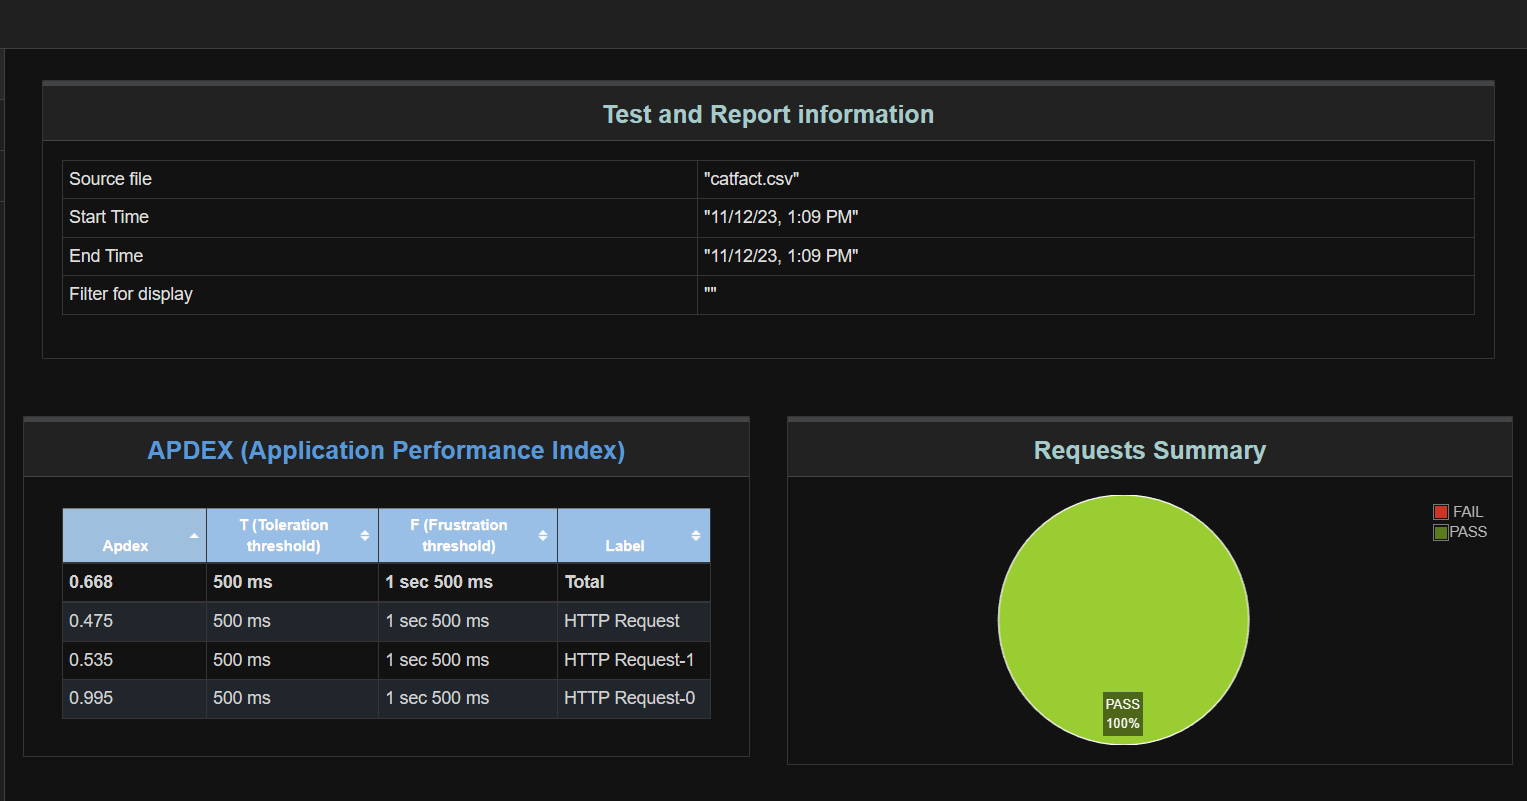 Test and Report information
Source file "catfact.csv"
Start Time "11/12/23, 1:09 PM"
End Time "11/12/23, 1:09 PM"
Filter for display ""
APDEX (Application Performance Index)
Apdex T (Toleration threshold) F (Frustration threshold) Label
0.668 500 ms 1 sec 500 ms Total
0.475 500 ms 1 sec 500 ms HTTP Request
0.535 500 ms 1 sec 500 ms HTTP Request-1
0.995 500 ms 1 sec 500 ms HTTP Request-0
Requests Summary
FAIL
PASS
PASS
100%